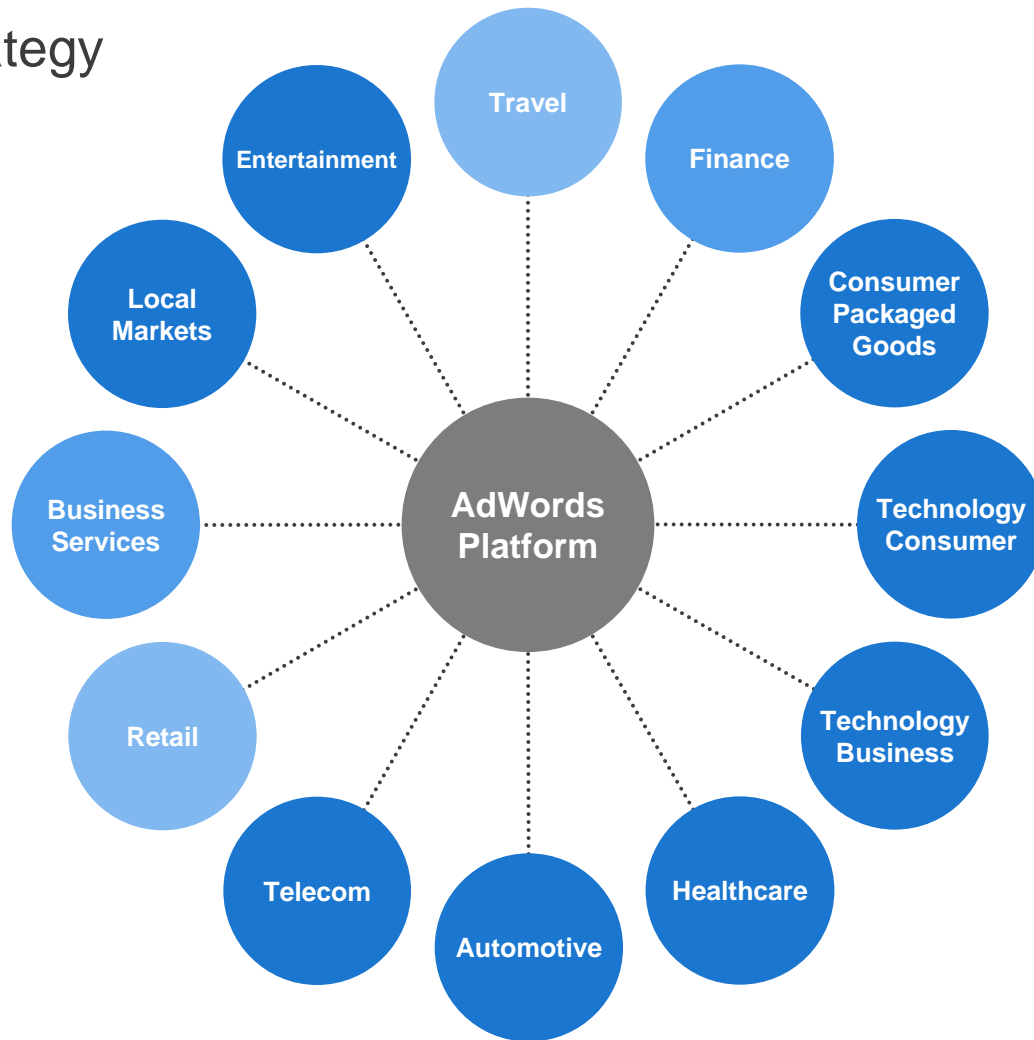 Travel
Finance
Entertainment
Consumer
Packaged
Goods
Local
Markets
AdWords
Platform
Technology
Consumer
Business
Services
Technology
Business
Retail
Healthcare
Telecom
Automotive